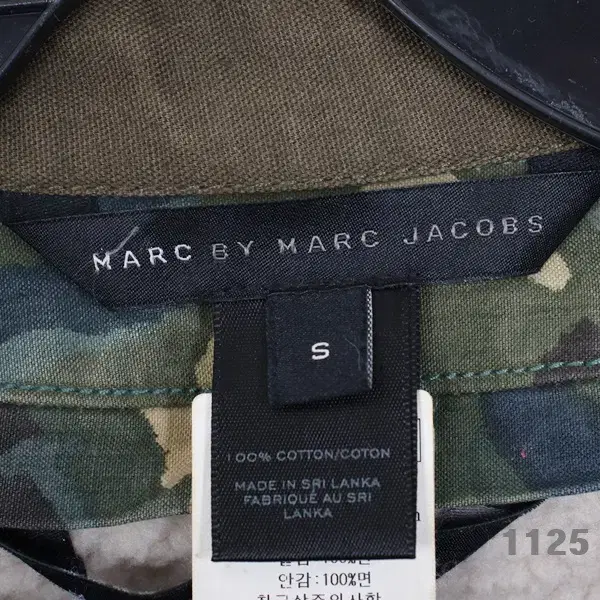 MARC BY MARC JACOBS
S
100% COTTON/COTON
MADE IN SRI LANKA
FABRIQUÉ AU SRI
LANKA
1125
안감:100%면